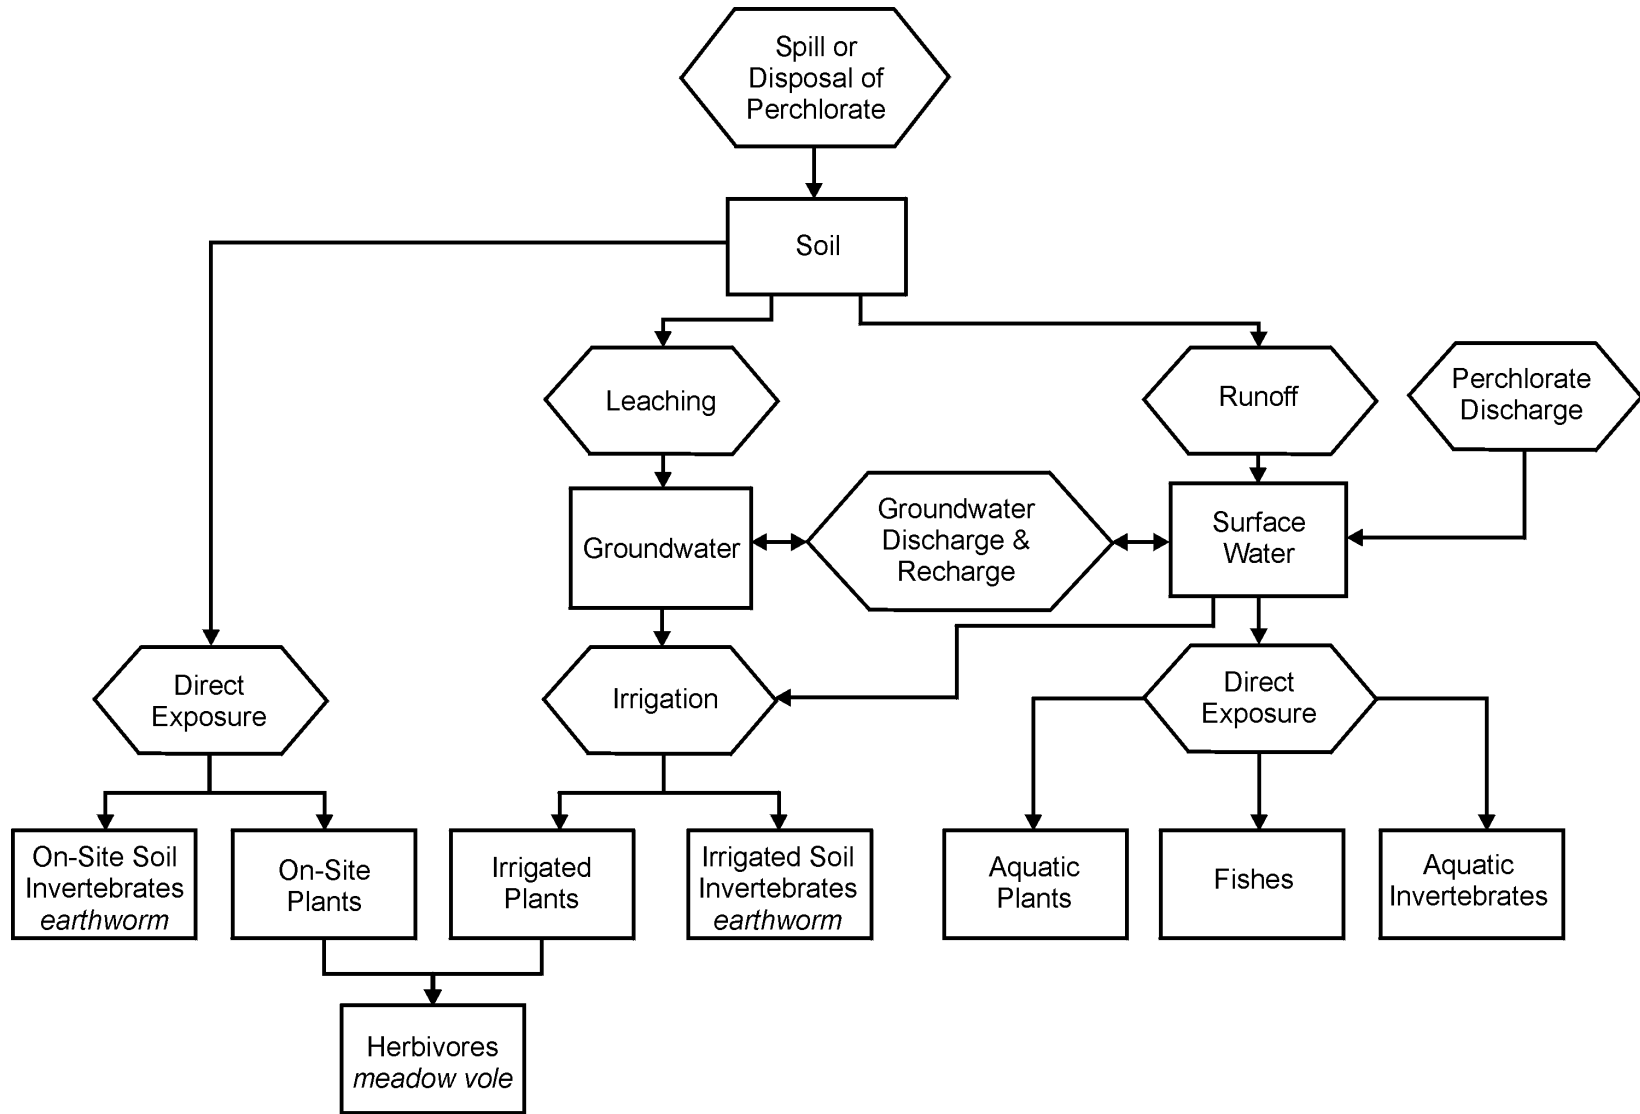 Spill or
Disposal of
Perchlorate
Soil
Leaching
Runoff
Perchlorate
Discharge
Groundwater
Groundwater
Discharge &
Recharge
Surface
Water
Direct
Exposure
Irrigation
Direct
Exposure
On-Site Soil
Invertebrates
earthworm
On-Site
Plants
Irrigated
Plants
Irrigated Soil
Invertebrates
earthworm
Aquatic
Plants
Fishes
Aquatic
Invertebrates
Herbivores
meadow vole